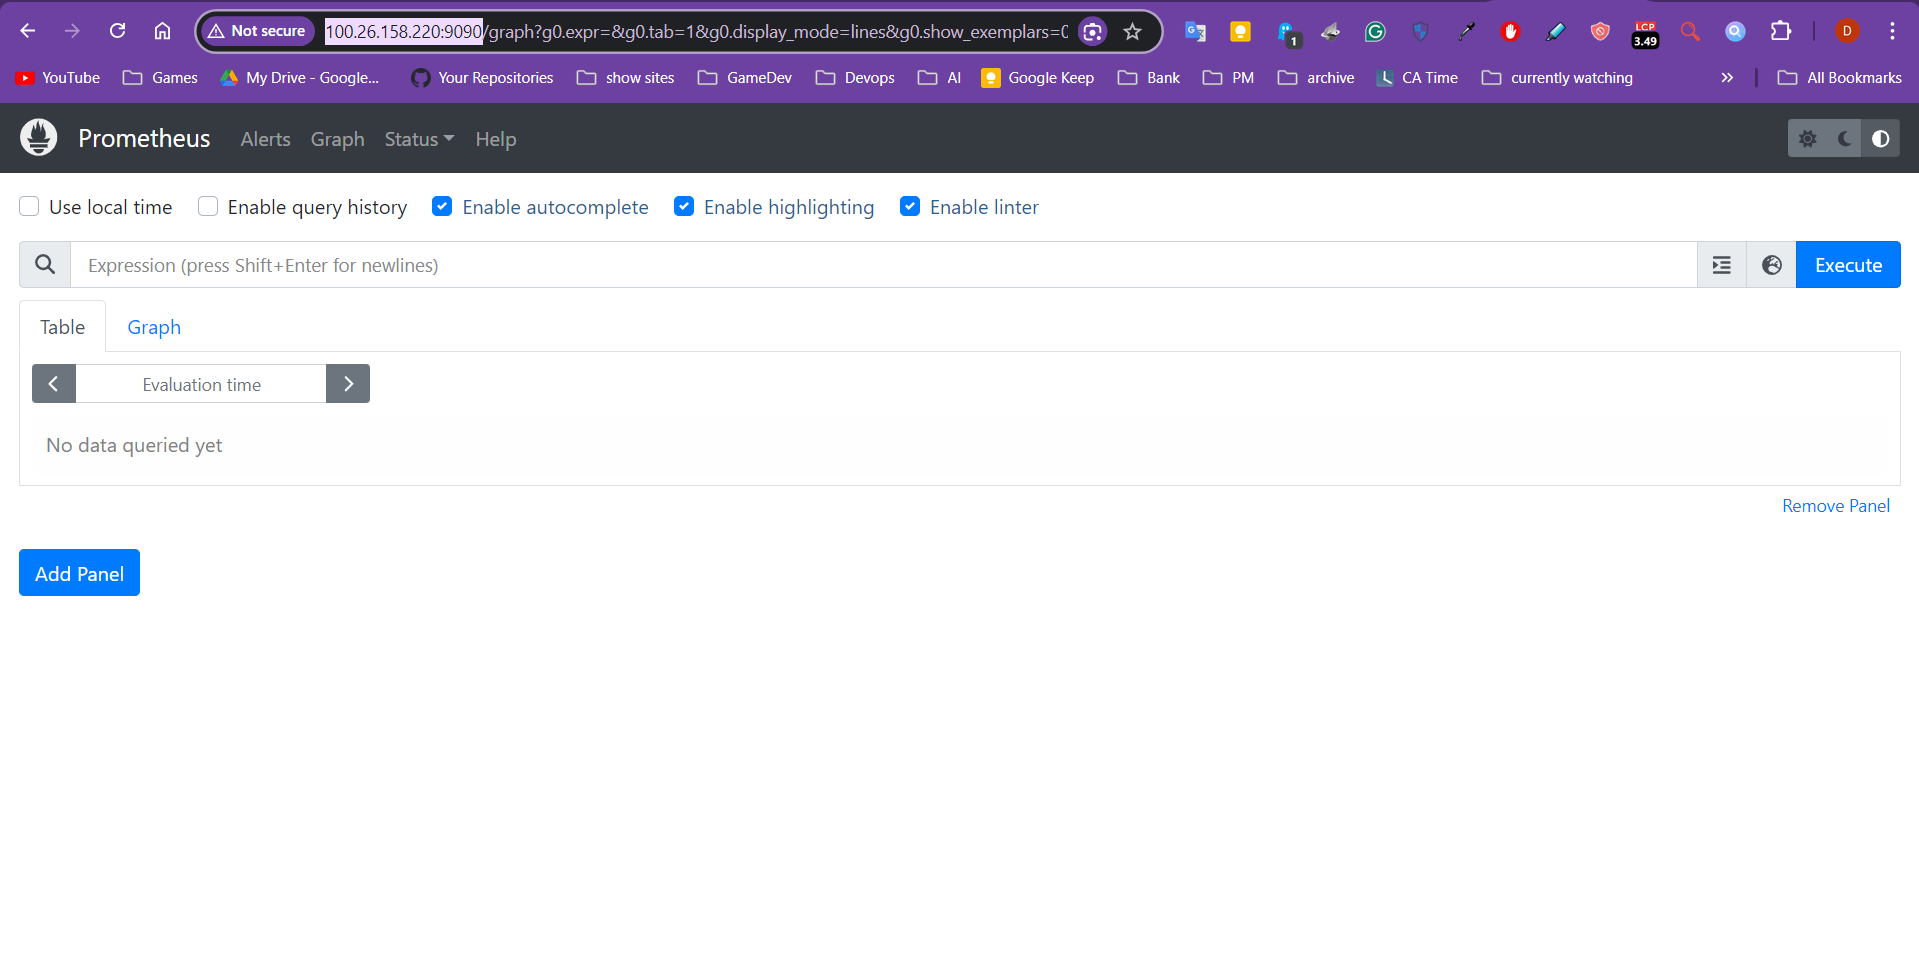 Not secure 100.26.158.220:9090/graph?g0.expr=&g0.tab=1&g0.display_mode=lines&g0.show_exemplars=0 1 LCP 3.49 D
YouTube Games My Drive - Google... Your Repositories show sites GameDev Devops AI Google Keep Bank PM archive CA Time currently watching » All Bookmarks
Prometheus Alerts Graph Status Help
Use local time Enable query history Enable autocomplete Enable highlighting Enable linter
Expression (press Shift+Enter for newlines) Execute
Table Graph
Evaluation time
No data queried yet
Remove Panel
Add Panel